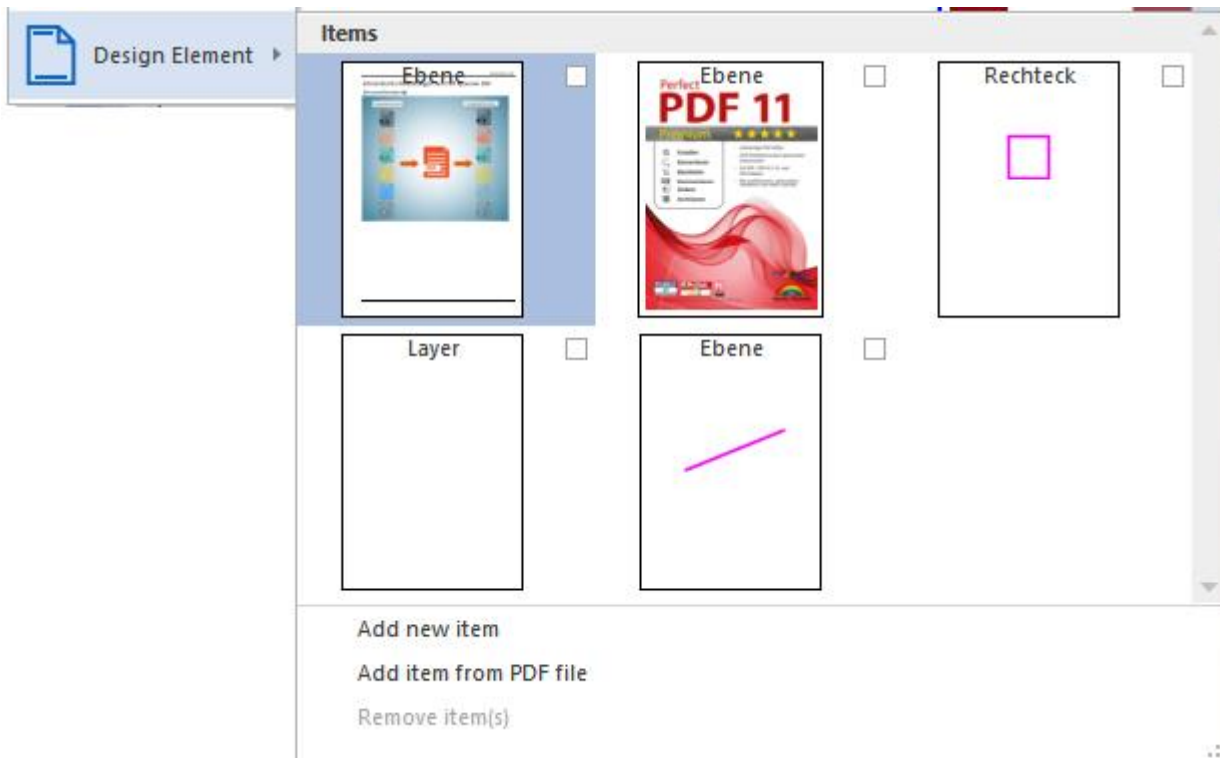 Design Element
Items
Ebene
Ebene
Rechteck
Perfect
PDF 11
Premium
Layer
Ebene
Add new item
Add item from PDF file
Remove item(s)